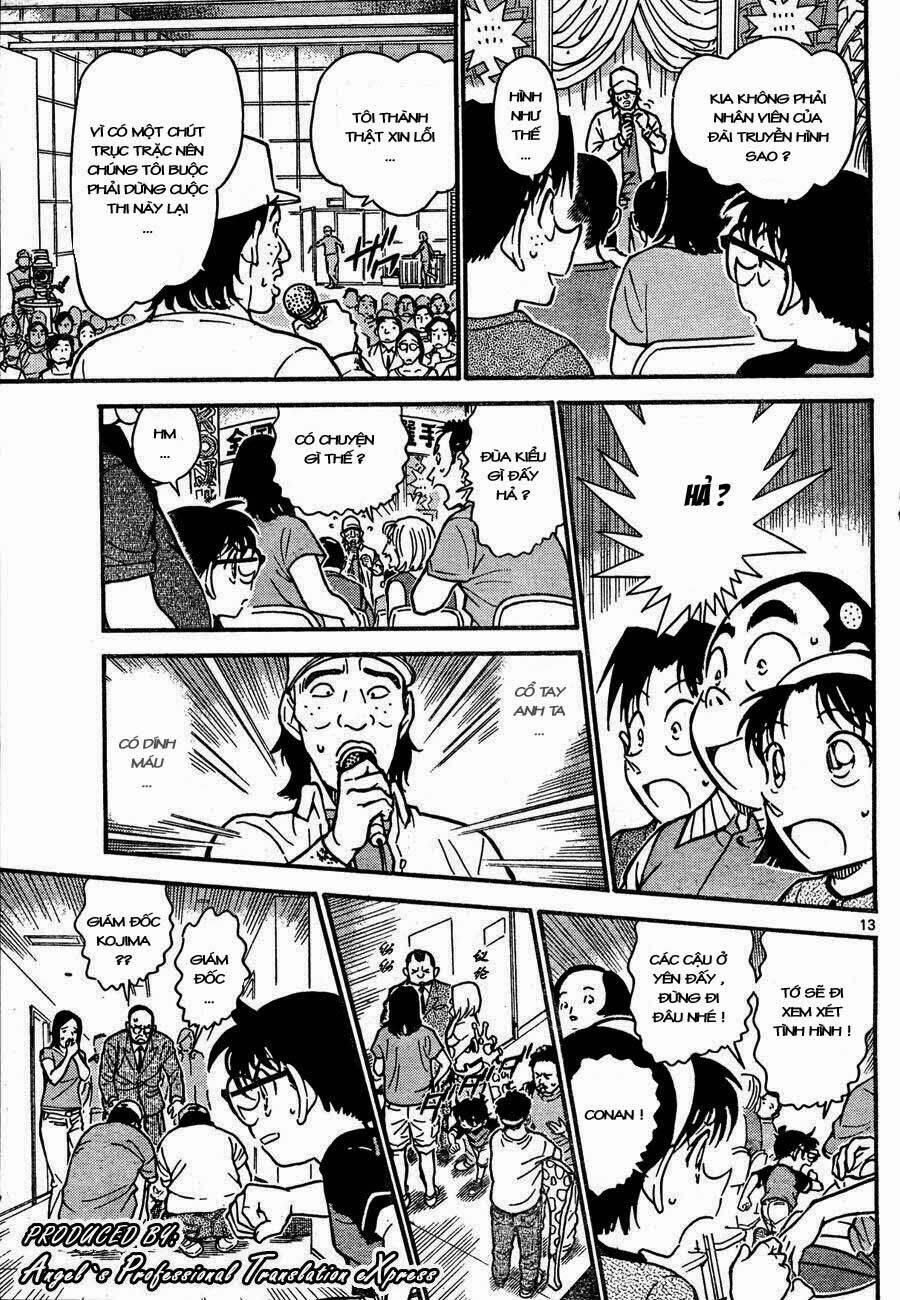 KIA KHÔNG PHẢI
NHÂN VIÊN CỦA
ĐÀI TRUYỀN HÌNH
SAO ?
HÌNH
NHƯ
THẾ
...
TÔI THÀNH
THẬT XIN LỖI
...
VÌ CÓ MỘT CHÚT
TRỤC TRẶC NÊN
CHÚNG TÔI BUỘC
PHẢI DỪNG CUỘC
THI NÀY LẠI
...
HẢ ?
ĐÙA KIỂU
GÌ ĐẤY
HẢ ?
CÓ CHUYỆN
GÌ THẾ ?
HM
...
CỔ TAY
ANH TA
...
CÓ DÍNH
MÁU
...
13
TỚ SẼ ĐI
XEM XÉT
TÌNH HÌNH !
CÁC CẬU Ở
YÊN ĐẤY ,
ĐỪNG ĐI
ĐÂU NHÉ !
CONAN !
GIÁM
ĐỐC
...
GIÁM ĐỐC
KOJIMA
??
PRODUCED BY:
Angel`s Professional Translation eXpress